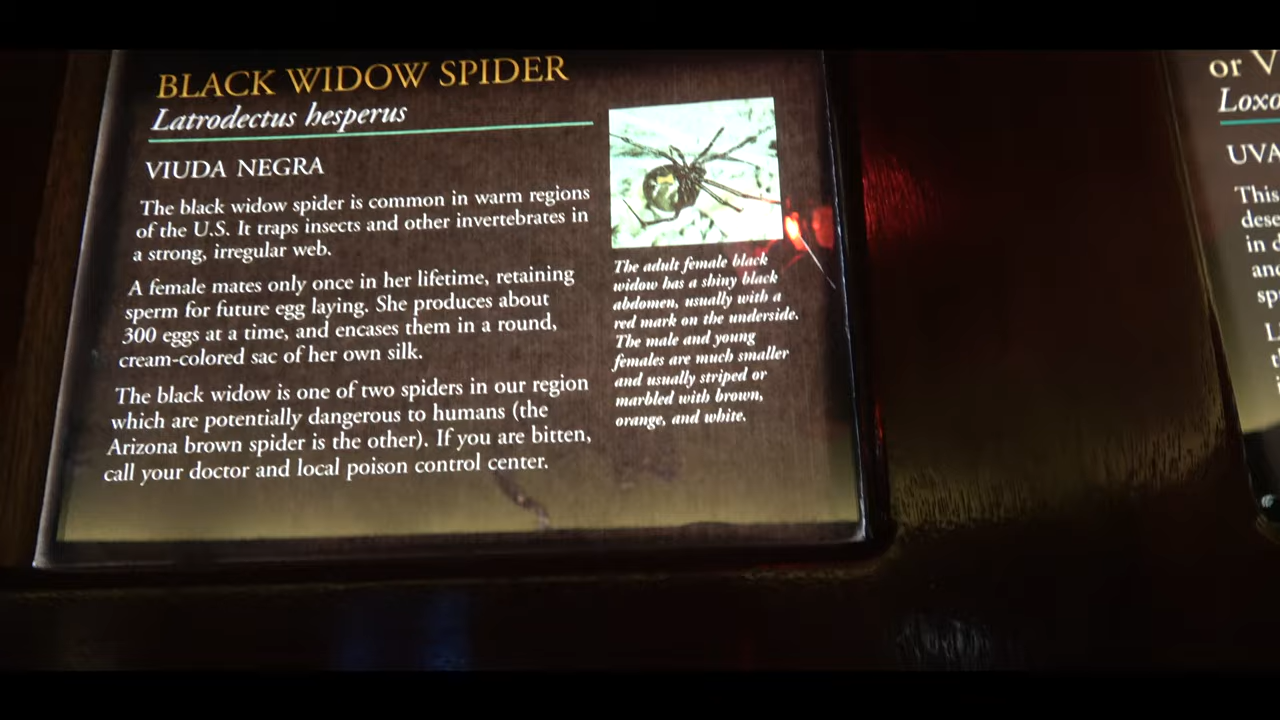 BLACK WIDOW SPIDER
Latrodectus hesperus
VIUDA NEGRA
The black widow spider is common in warm regions
of the U.S. It traps insects and other invertebrates in
a strong, irregular web.
A female mates only once in her lifetime, retaining
sperm for future egg laying. She produces about
300 eggs at a time, and encases them in a round,
cream-colored sac of her own silk.
The black widow is one of two spiders in our region
which are potentially dangerous to humans (the
Arizona brown spider is the other). If you are bitten,
call your doctor and local poison control center.
The adult female black
widow has a shiny black
abdomen, usually with a
red mark on the underside.
The male and young
females are much smaller
and usually striped or
marbled with brown,
orange, and white.
or V
Loxo
UVA
This
dese
in d
and
sp
L